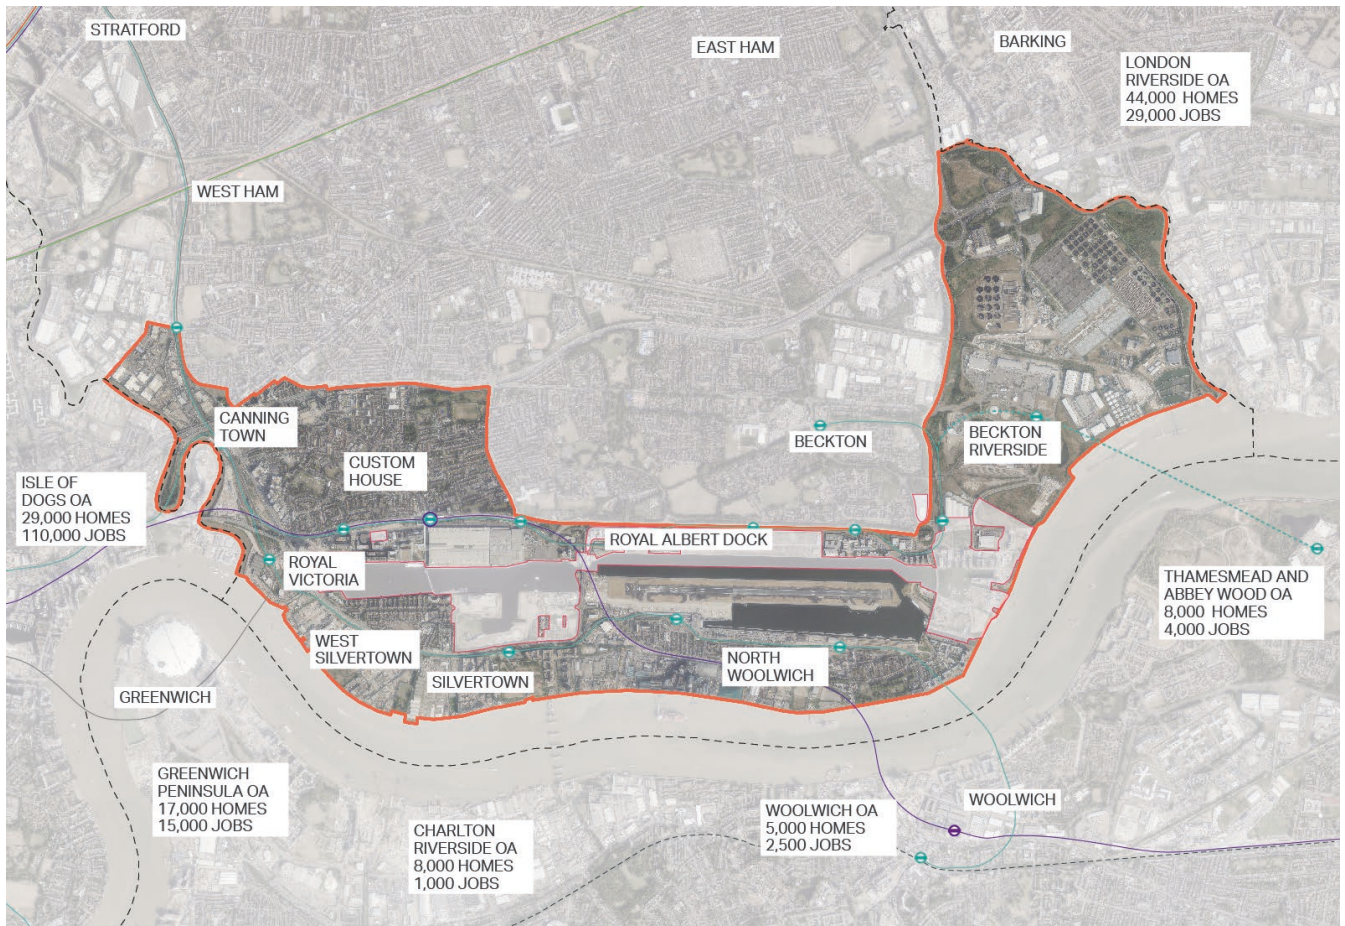 STRATFORD
EAST HAM
BARKING
LONDON
RIVERSIDE OA
44,000 HOMES
29,000 JOBS
WEST HAM
CANNING
TOWN
CUSTOM
HOUSE
BECKTON
BECKTON
RIVERSIDE
ISLE OF
DOGS OA
29,000 HOMES
110,000 JOBS
ROYAL ALBERT DOCK
ROYAL
VICTORIA
THAMESMEAD AND
ABBEY WOOD OA
8,000 HOMES
4,000 JOBS
WEST
SILVERTOWN
SILVERTOWN
NORTH
WOOLWICH
GREENWICH
GREENWICH
PENINSULA OA
17,000 HOMES
15,000 JOBS
CHARLTON
RIVERSIDE OA
8,000 HOMES
1,000 JOBS
WOOLWICH OA
5,000 HOMES
2,500 JOBS
WOOLWICH